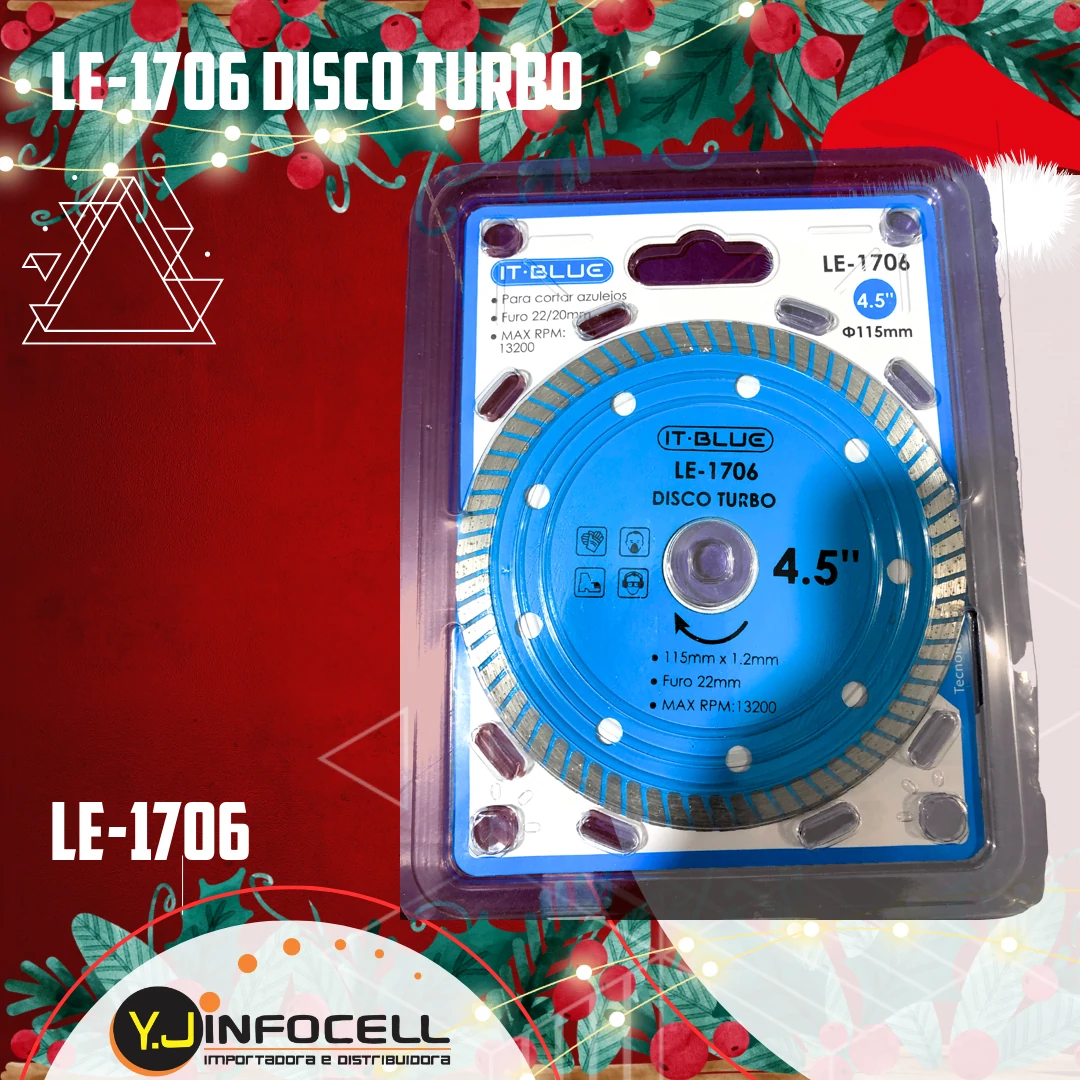 LE-1706 DISCO TURBO
IT·BLUE
• Para cortar azulejos
• Furo 22/20mm
• MAX RPM:
13200
LE-1706
4.5"
Φ115mm
IT·BLUE
LE-1706
DISCO TURBO
4.5"
• 115mm x 1.2mm
• Furo 22mm
• MAX RPM:13200
LE-1706
Y.J INFOCELL
IMPORTADORA E DISTRIBUIDORA